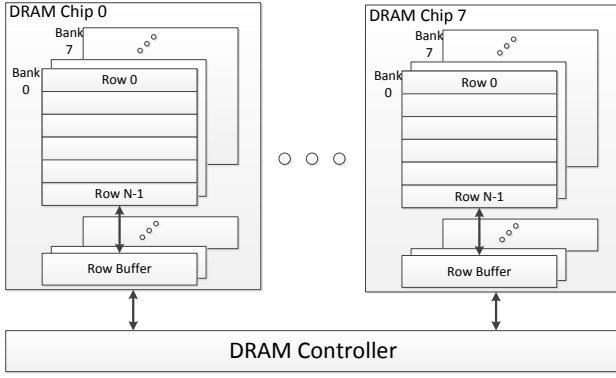 DRAM Chip 0
Bank
7
Bank
0
Row 0
Row N-1
Row Buffer
DRAM Chip 7
Bank
7
Bank
0
Row 0
Row N-1
Row Buffer
DRAM Controller